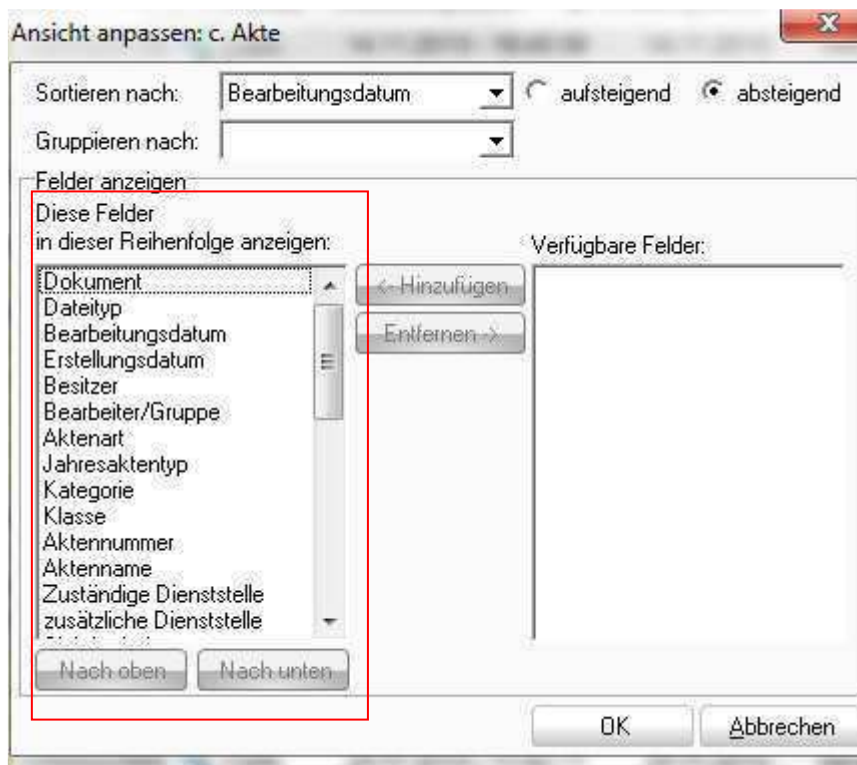 Ansicht anpassen: c. Akte
Sortieren nach: Bearbeitungsdatum aufsteigend absteigend
Gruppieren nach:
Felder anzeigen
Diese Felder
in dieser Reihenfolge anzeigen:
Verfügbare Felder:
Dokument
Dateityp
Bearbeitungsdatum
Erstellungsdatum
Besitzer
Bearbeiter/Gruppe
Aktenart
Jahresaktentyp
Kategorie
Klasse
Aktennummer
Aktenname
Zuständige Dienststelle
zusätzliche Dienststelle
<- Hinzufügen
Entfernen ->
Nach oben Nach unten
OK Abbrechen